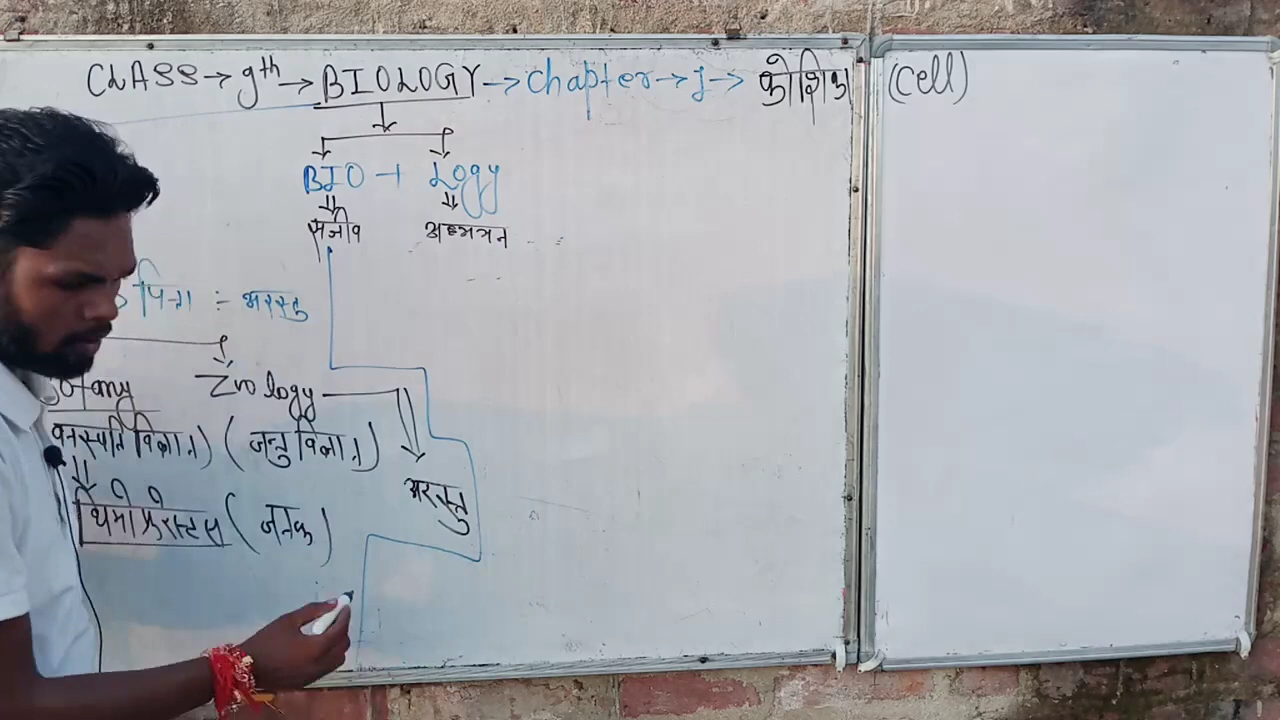 CLASS → 9th → BIOLOGY → chapter → 1 → कोशिका (Cell)
BIO + Logy
सजीव अध्ययन
पिता :- अरस्तु
Botany Zoology
वनस्पति विज्ञान) (जन्तु विज्ञान)
अरस्तु
थियोफ्रेस्टस (जनक)